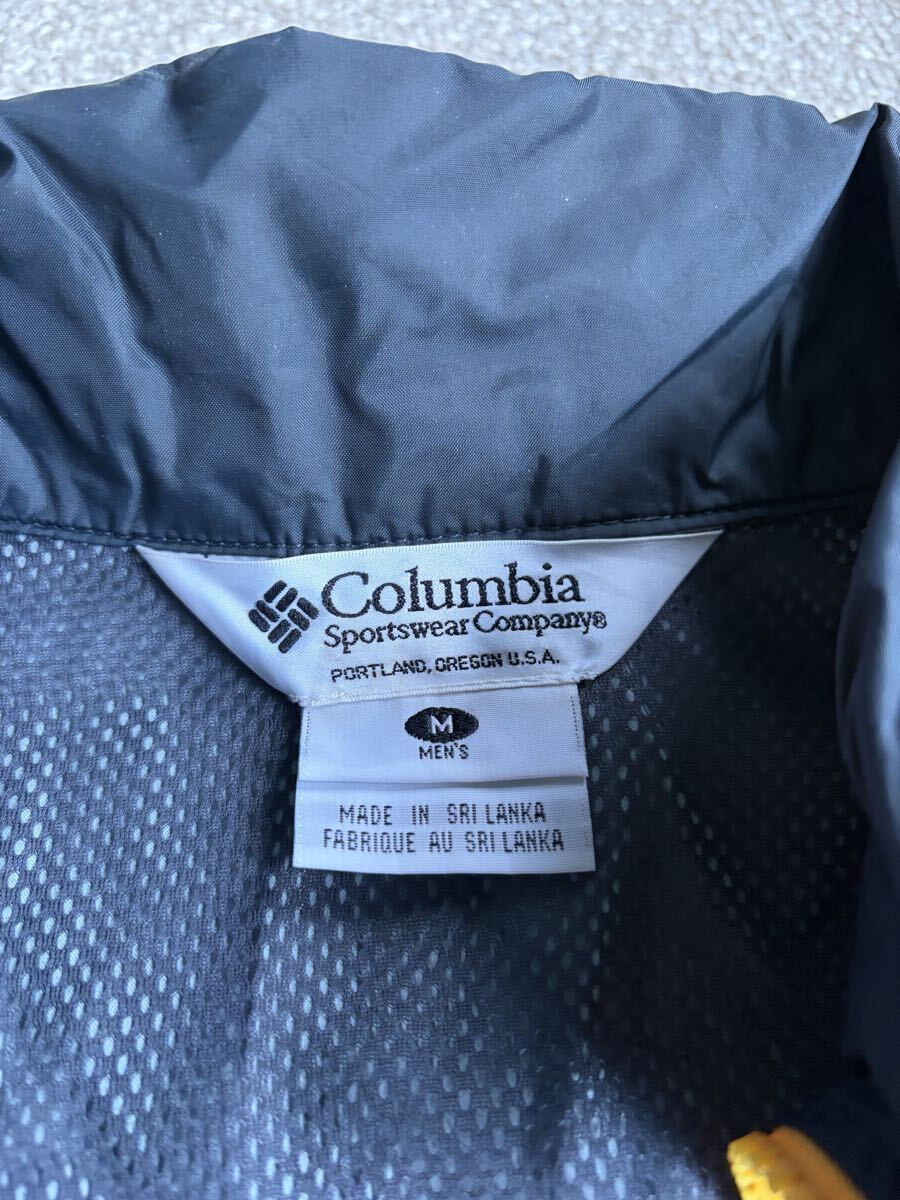 Columbia
Sportswear Company®
PORTLAND, OREGON U.S.A.
M
MEN'S
MADE IN SRI LANKA
FABRIQUE AU SRI LANKA